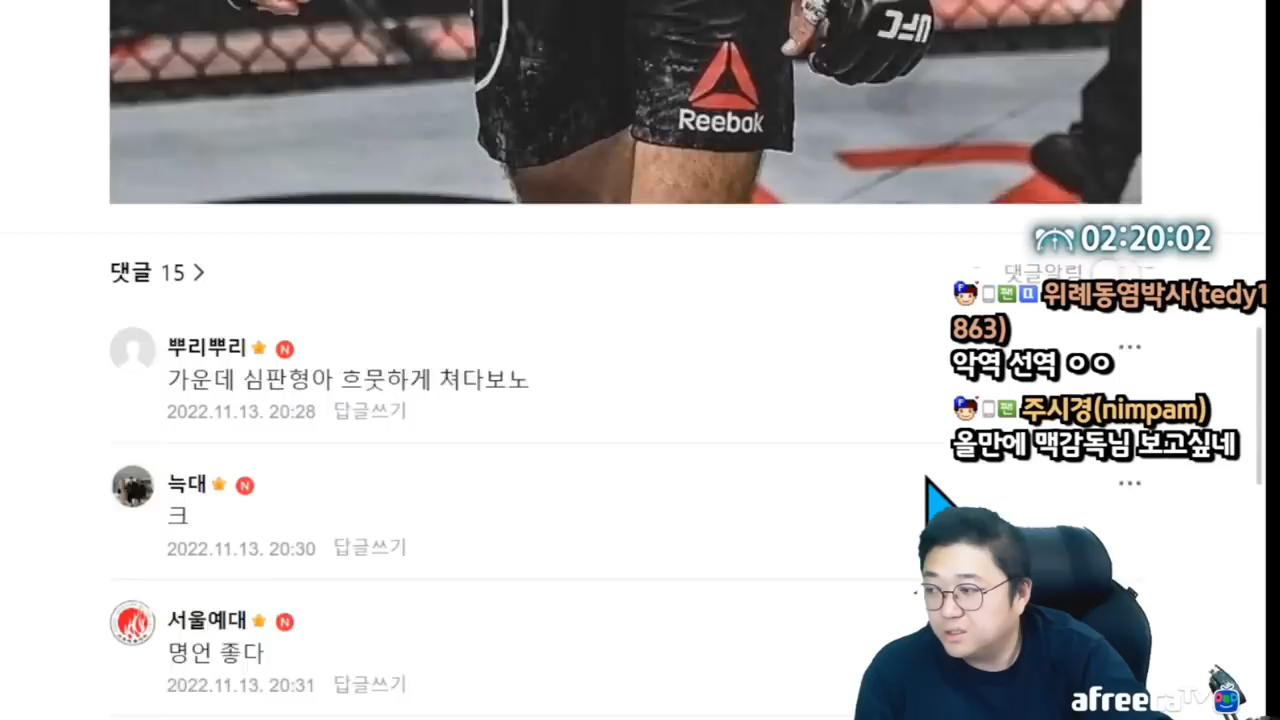 UFC
Reebok
02:20:02
댓글 15
댓글알림
위례동염박사(tedy1
863)
악역 선역 ㅇㅇ
주시경(nimpam)
올만에 맥감독님 보고싶네
뿌리뿌리 N
가운데 심판형아 흐뭇하게 쳐다보노
2022.11.13. 20:28 답글쓰기
늑대 N
크
2022.11.13. 20:30 답글쓰기
서울예대 N
명언 좋다
2022.11.13. 20:31 답글쓰기
afreecaTV